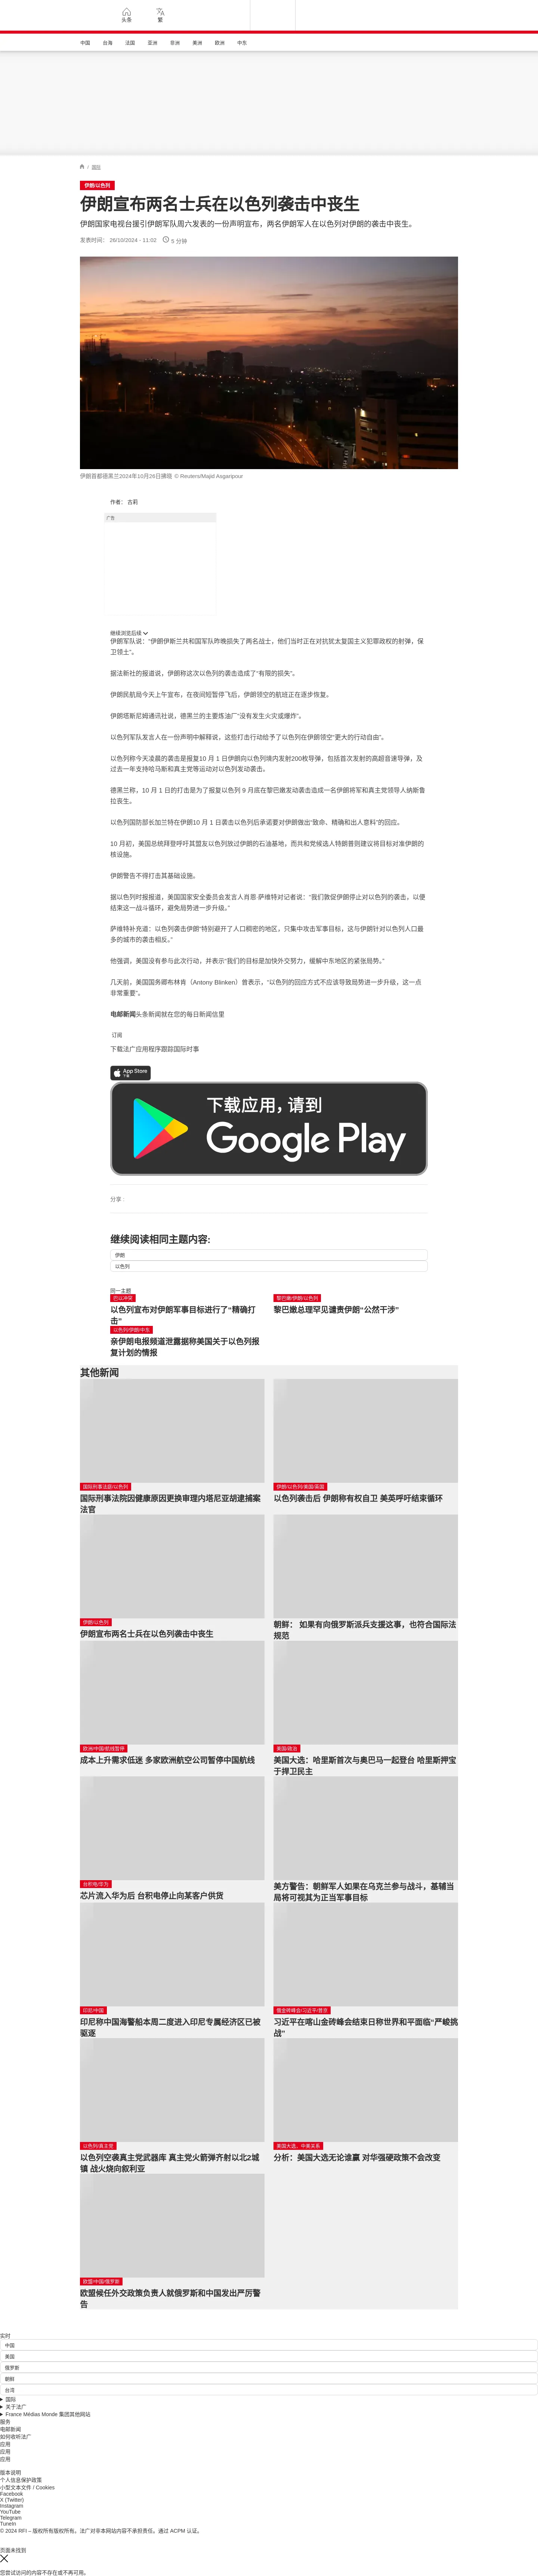 头条
繁
中国 台海 法国 亚洲 非洲 美洲 欧洲 中东
/ 国际
伊朗/以色列
伊朗宣布两名士兵在以色列袭击中丧生
伊朗国家电视台援引伊朗军队周六发表的一份声明宣布，两名伊朗军人在以色列对伊朗的袭击中丧生。
发表时间： 26/10/2024 - 11:02 5 分钟
伊朗首都德黑兰2024年10月26日拂晓 © Reuters/Majid Asgaripour
作者： 古莉
广告
继续浏览后续
伊朗军队说：“伊朗伊斯兰共和国军队昨晚损失了两名战士，他们当时正在对抗犹太复国主义犯罪政权的射弹，保
卫领土”。
据法新社的报道说，伊朗称这次以色列的袭击造成了“有限的损失”。
伊朗民航局今天上午宣布，在夜间短暂停飞后，伊朗领空的航班正在逐步恢复。
伊朗塔斯尼姆通讯社说，德黑兰的主要炼油厂“没有发生火灾或爆炸”。
以色列军队发言人在一份声明中解释说，这些打击行动给予了以色列在伊朗领空“更大的行动自由”。
以色列称今天凌晨的袭击是报复10 月 1 日伊朗向以色列境内发射200枚导弹，包括首次发射的高超音速导弹，及
过去一年支持哈马斯和真主党等运动对以色列发动袭击。
德黑兰称，10 月 1 日的打击是为了报复以色列 9 月底在黎巴嫩发动袭击造成一名伊朗将军和真主党领导人纳斯鲁
拉丧生。
以色列国防部长加兰特在伊朗10 月 1 日袭击以色列后承诺要对伊朗做出“致命、精确和出人意料”的回应。
10 月初，美国总统拜登呼吁其盟友以色列放过伊朗的石油基地，而共和党候选人特朗普则建议将目标对准伊朗的
核设施。
伊朗警告不得打击其基础设施。
据以色列时报报道，美国国家安全委员会发言人肖恩·萨维特对记者说：“我们敦促伊朗停止对以色列的袭击，以便
结束这一战斗循环，避免局势进一步升级。”
萨维特补充道：以色列袭击伊朗“特别避开了人口稠密的地区，只集中攻击军事目标，这与伊朗针对以色列人口最
多的城市的袭击相反。”
他强调，美国没有参与此次行动，并表示“我们的目标是加快外交努力，缓解中东地区的紧张局势。”
几天前，美国国务卿布林肯（Antony Blinken）曾表示，“以色列的回应方式不应该导致局势进一步升级，这一点
非常重要”。
电邮新闻头条新闻就在您的每日新闻信里
订阅
下载法广应用程序跟踪国际时事
App Store
下载
下载应用，请到
Google Play
分享 :
继续阅读相同主题内容:
伊朗
以色列
同一主题
巴以冲突
以色列宣布对伊朗军事目标进行了“精确打
击”
黎巴嫩/伊朗/以色列
黎巴嫩总理罕见谴责伊朗“公然干涉”
以色列/伊朗/中东
亲伊朗电报频道泄露据称美国关于以色列报
复计划的情报
其他新闻
国际刑事法庭/以色列
国际刑事法院因健康原因更换审理内塔尼亚胡逮捕案
法官
伊朗/以色列/美国/英国
以色列袭击后 伊朗称有权自卫 美英呼吁结束循环
伊朗/以色列
伊朗宣布两名士兵在以色列袭击中丧生
朝鲜： 如果有向俄罗斯派兵支援这事，也符合国际法
规范
欧洲/中国/航线暂停
成本上升需求低迷 多家欧洲航空公司暂停中国航线
美国/政治
美国大选：哈里斯首次与奥巴马一起登台 哈里斯押宝
于捍卫民主
台积电/华为
芯片流入华为后 台积电停止向某客户供货
美方警告：朝鲜军人如果在乌克兰参与战斗，基辅当
局将可视其为正当军事目标
印尼/中国
印尼称中国海警船本周二度进入印尼专属经济区已被
驱逐
俄金砖峰会/习近平/普京
习近平在喀山金砖峰会结束日称世界和平面临“严峻挑
战”
以色列/真主党
以色列空袭真主党武器库 真主党火箭弹齐射以北2城
镇 战火烧向叙利亚
美国大选、中美关系
分析：美国大选无论谁赢 对华强硬政策不会改变
欧盟/中国/俄罗斯
欧盟候任外交政策负责人就俄罗斯和中国发出严厉警
告
实时
中国
美国
俄罗斯
朝鲜
台湾
国际
关于法广
France Médias Monde 集团其他网站
服务
电邮新闻
如何收听法广
应用
应用
应用
版本说明
个人信息保护政策
小型文本文件 / Cookies
Facebook
X (Twitter)
Instagram
YouTube
Telegram
TuneIn
© 2024 RFI – 版权所有版权所有。法广对非本网站内容不承担责任。通过 ACPM 认证。
页面未找到
您尝试访问的内容不存在或不再可用。